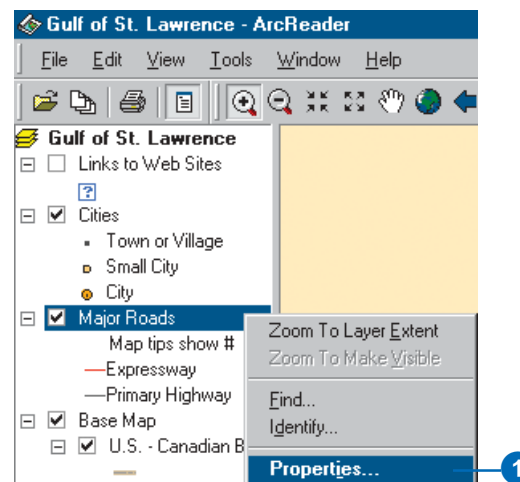 Gulf of St. Lawrence - ArcReader
File Edit View Tools Window Help
Gulf of St. Lawrence
Links to Web Sites
?
Cities
Town or Village
Small City
City
Major Roads
Map tips show #
Expressway
Primary Highway
Base Map
U.S. - Canadian B
Zoom To Layer Extent
Zoom To Make Visible
Find...
Identify...
Properties...
1